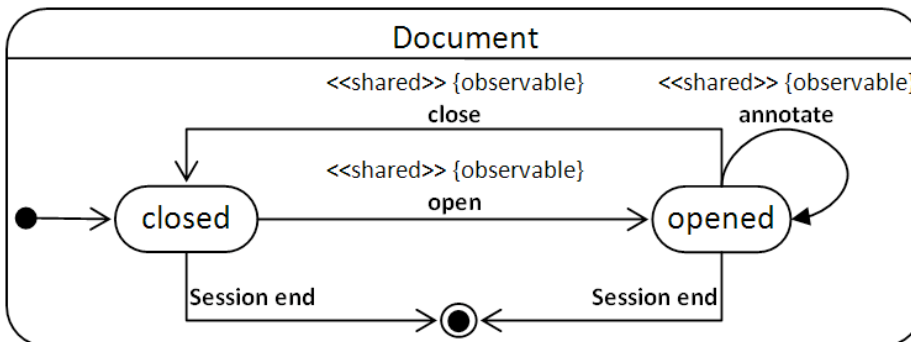 Document
<<shared>> {observable}
close
<<shared>> {observable}
annotate
<<shared>> {observable}
open
closed
opened
Session end
Session end